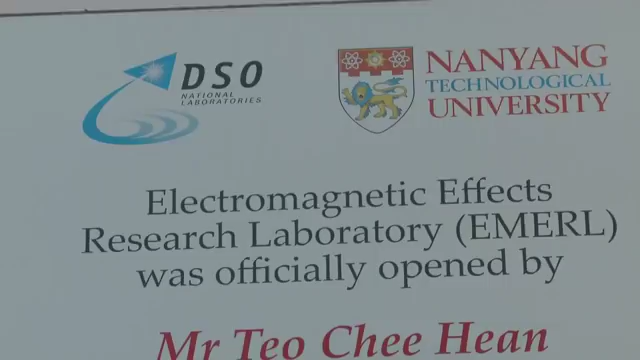 DSO
NATIONAL
LABORATORIES
NANYANG
TECHNOLOGICAL
UNIVERSITY
Electromagnetic Effects
Research Laboratory (EMERL)
was officially opened by
Mr Teo Chee Hean